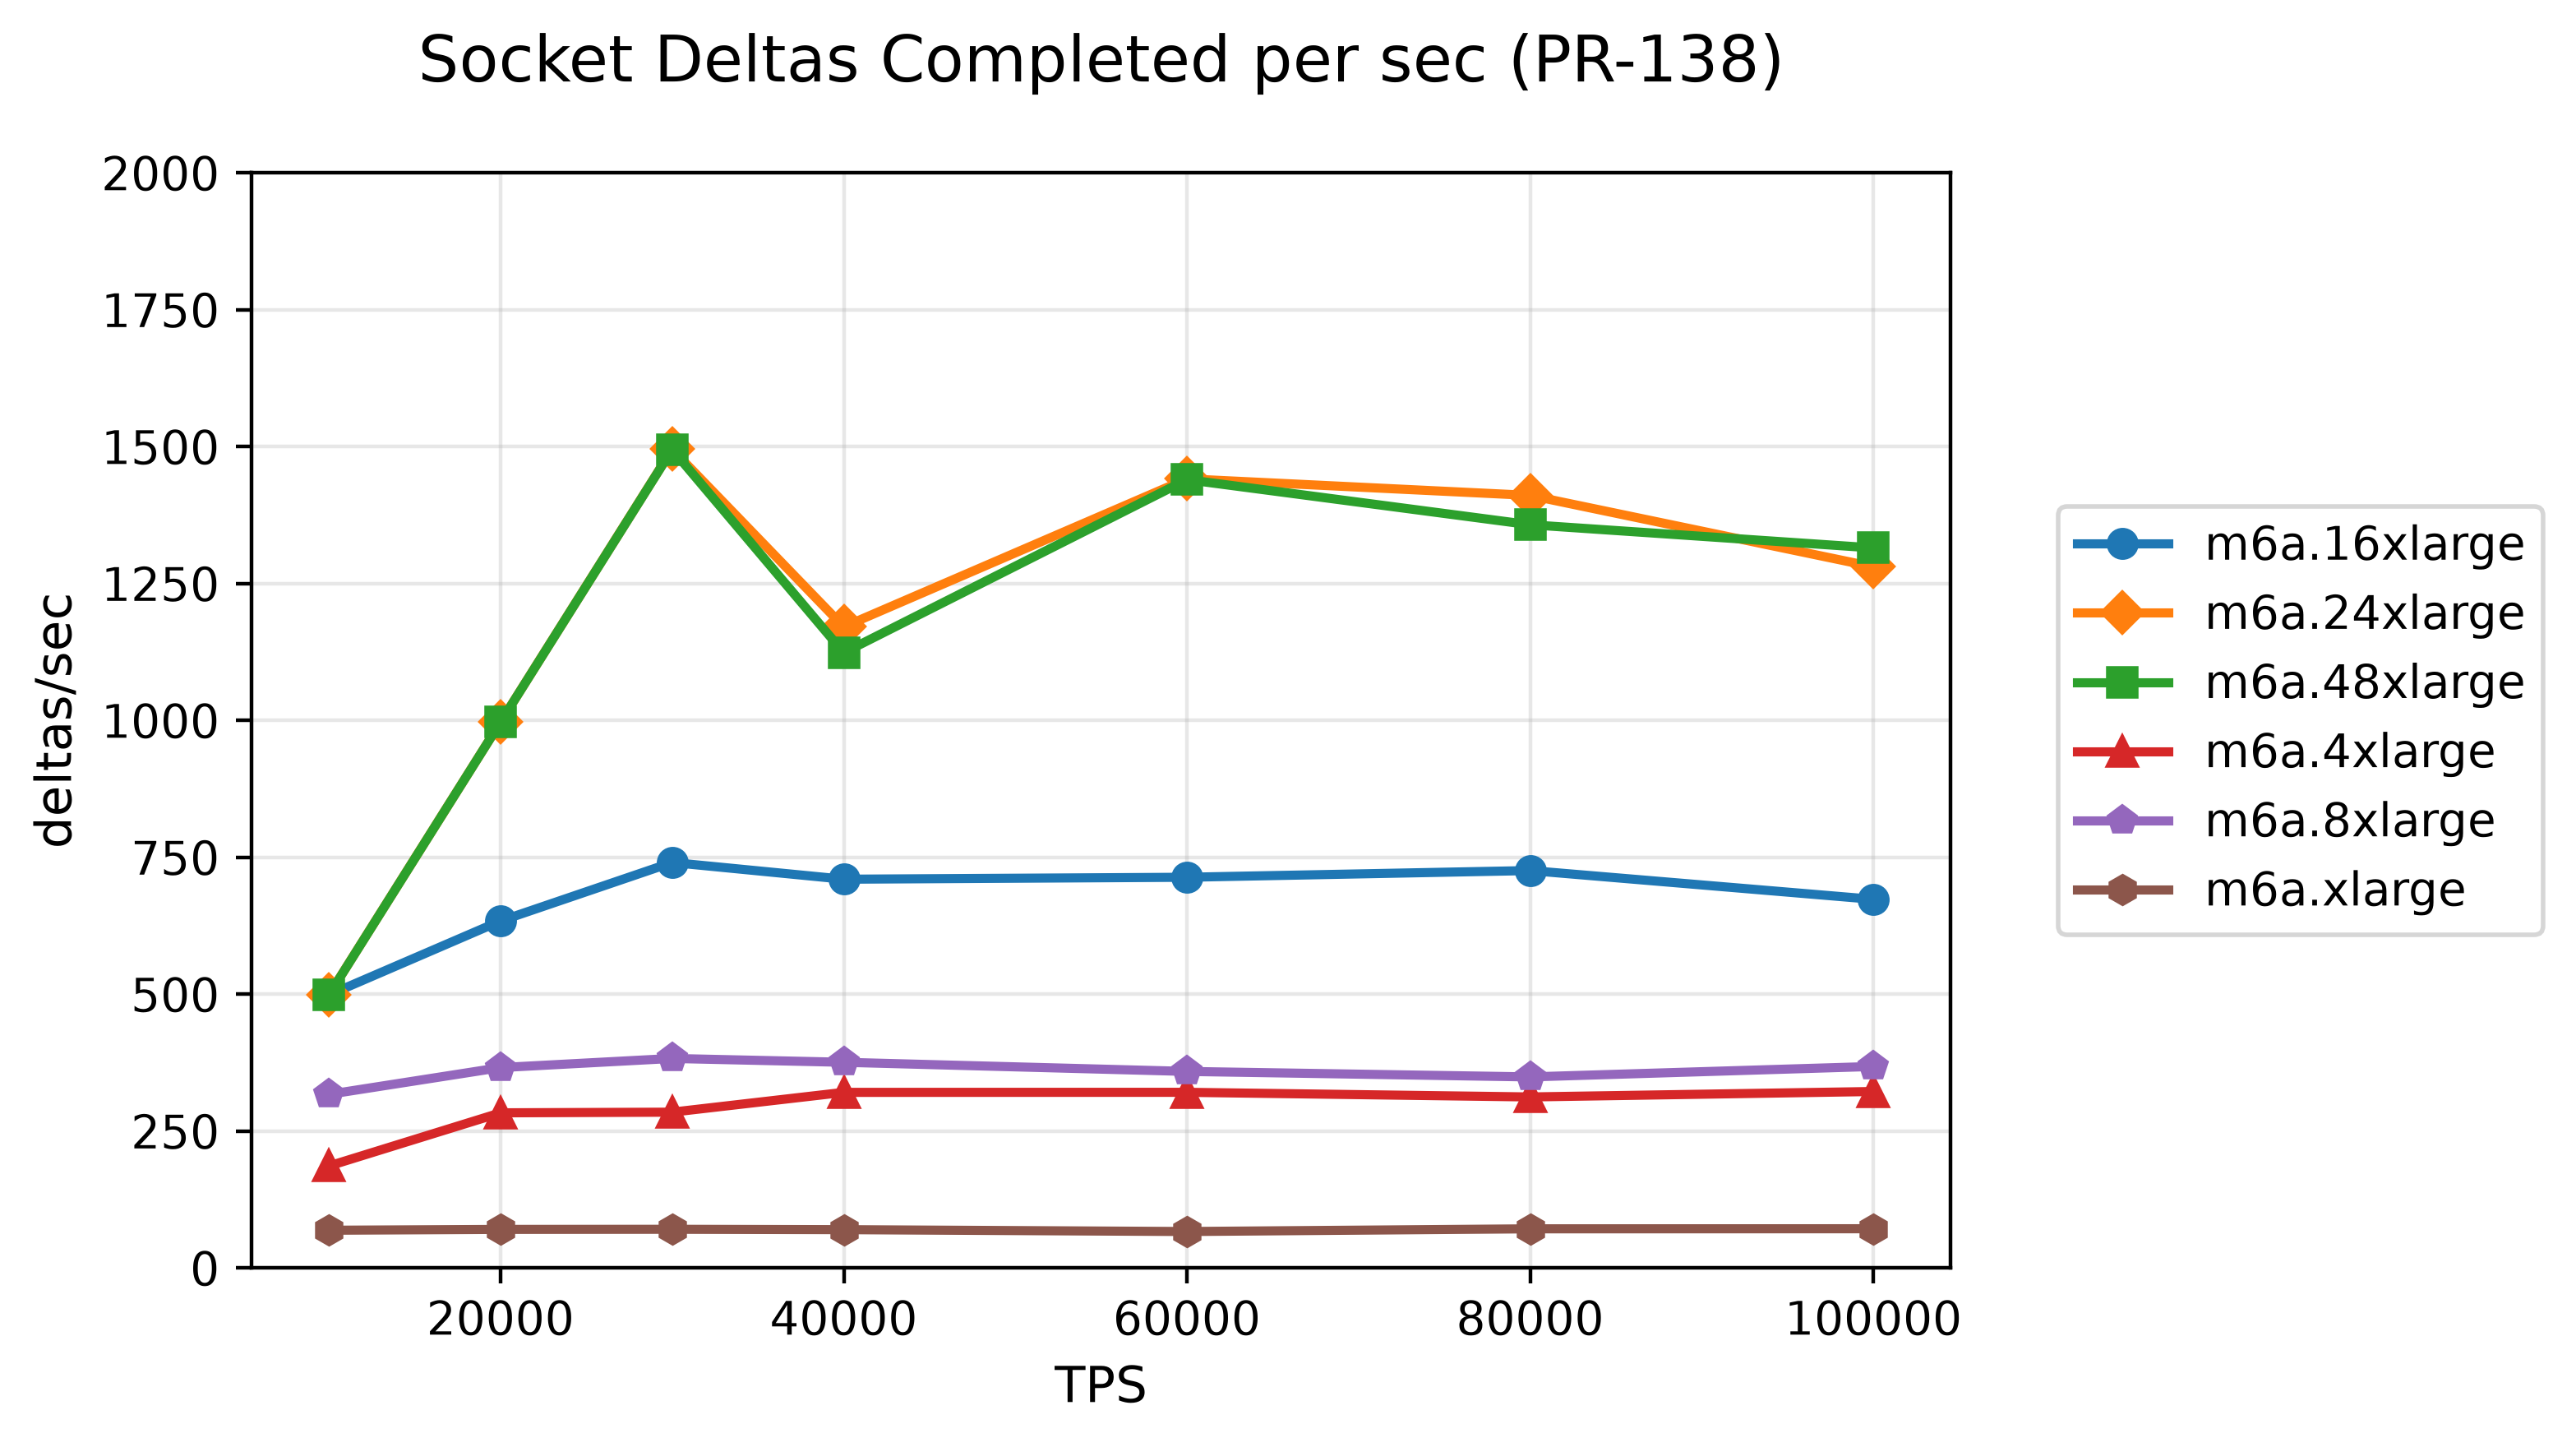 Socket Deltas Completed per sec (PR-138)
2000
1750
1500
1250
1000
750
500
250
0
deltas/sec
20000 40000 60000 80000 100000
TPS
m6a.16xlarge
m6a.24xlarge
m6a.48xlarge
m6a.4xlarge
m6a.8xlarge
m6a.xlarge